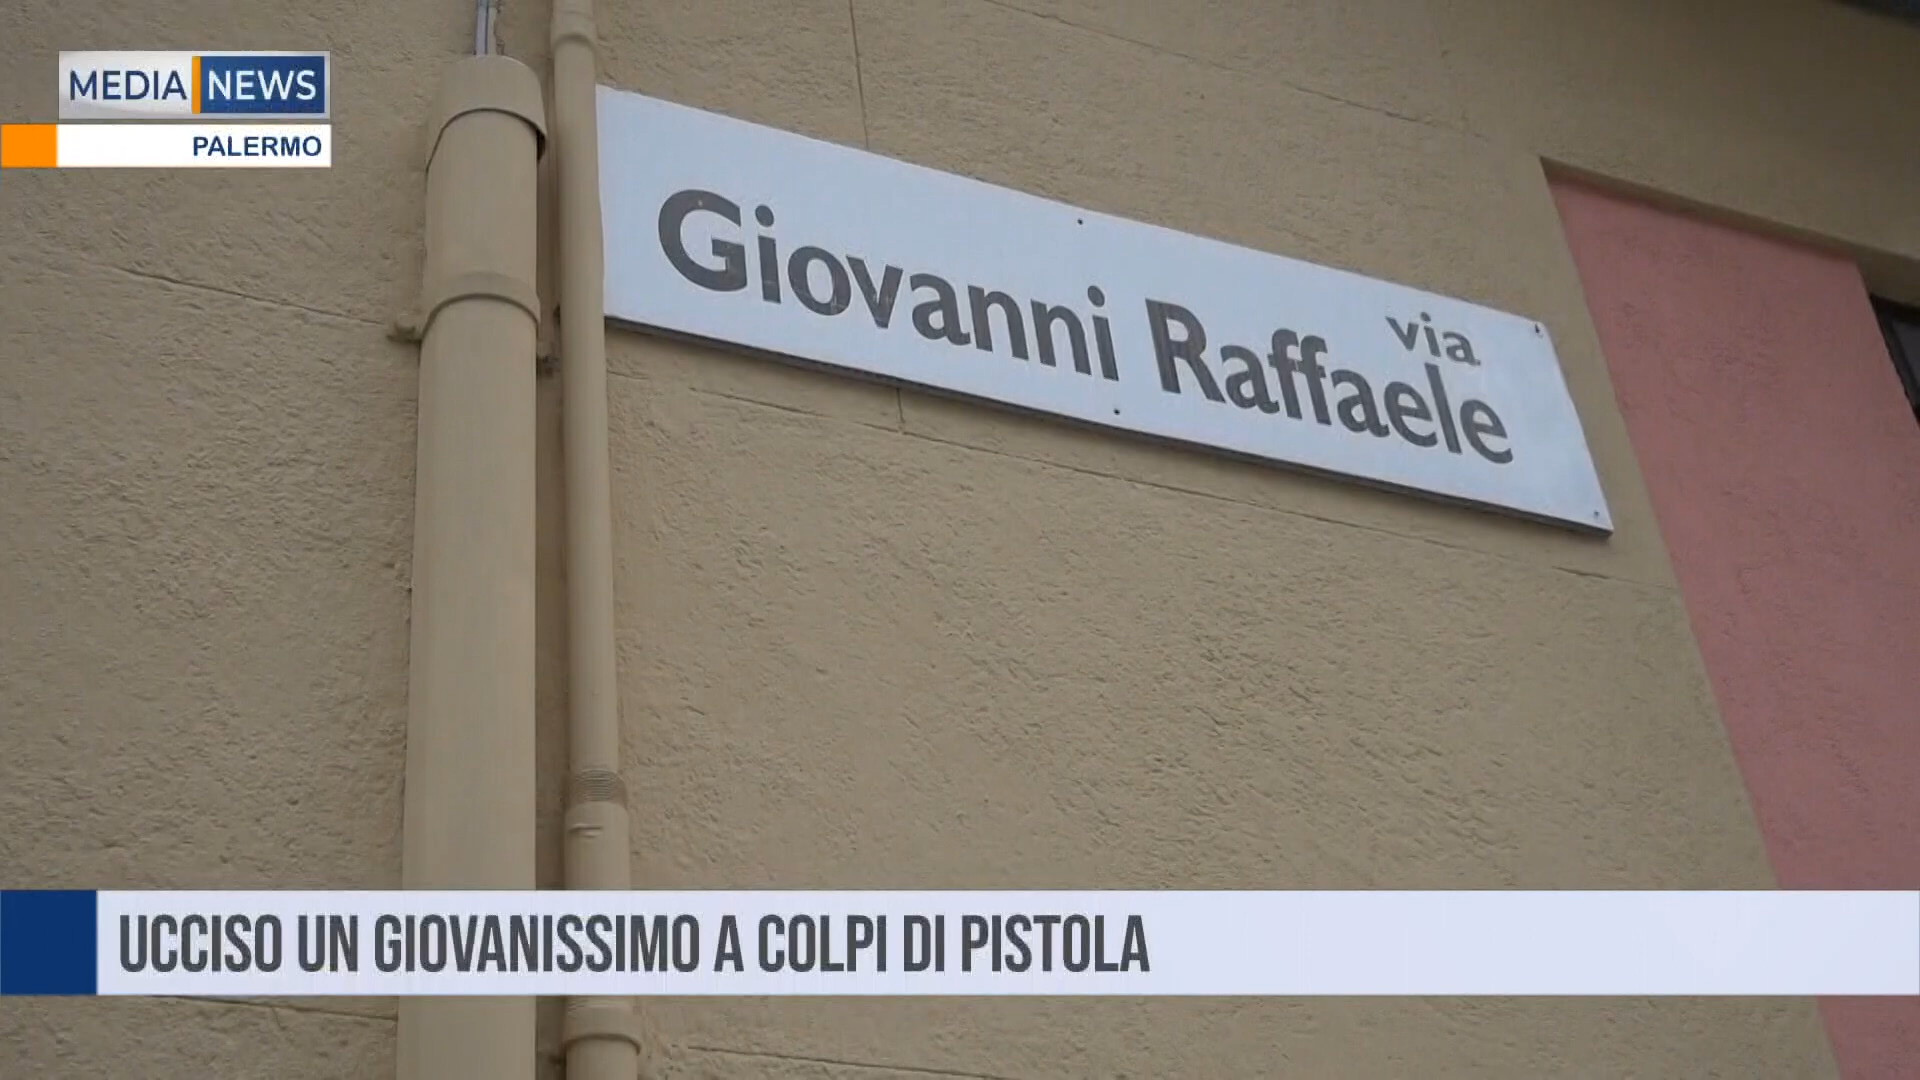 MEDIA NEWS
PALERMO
via
Giovanni Raffaele
UCCISO UN GIOVANISSIMO A COLPI DI PISTOLA